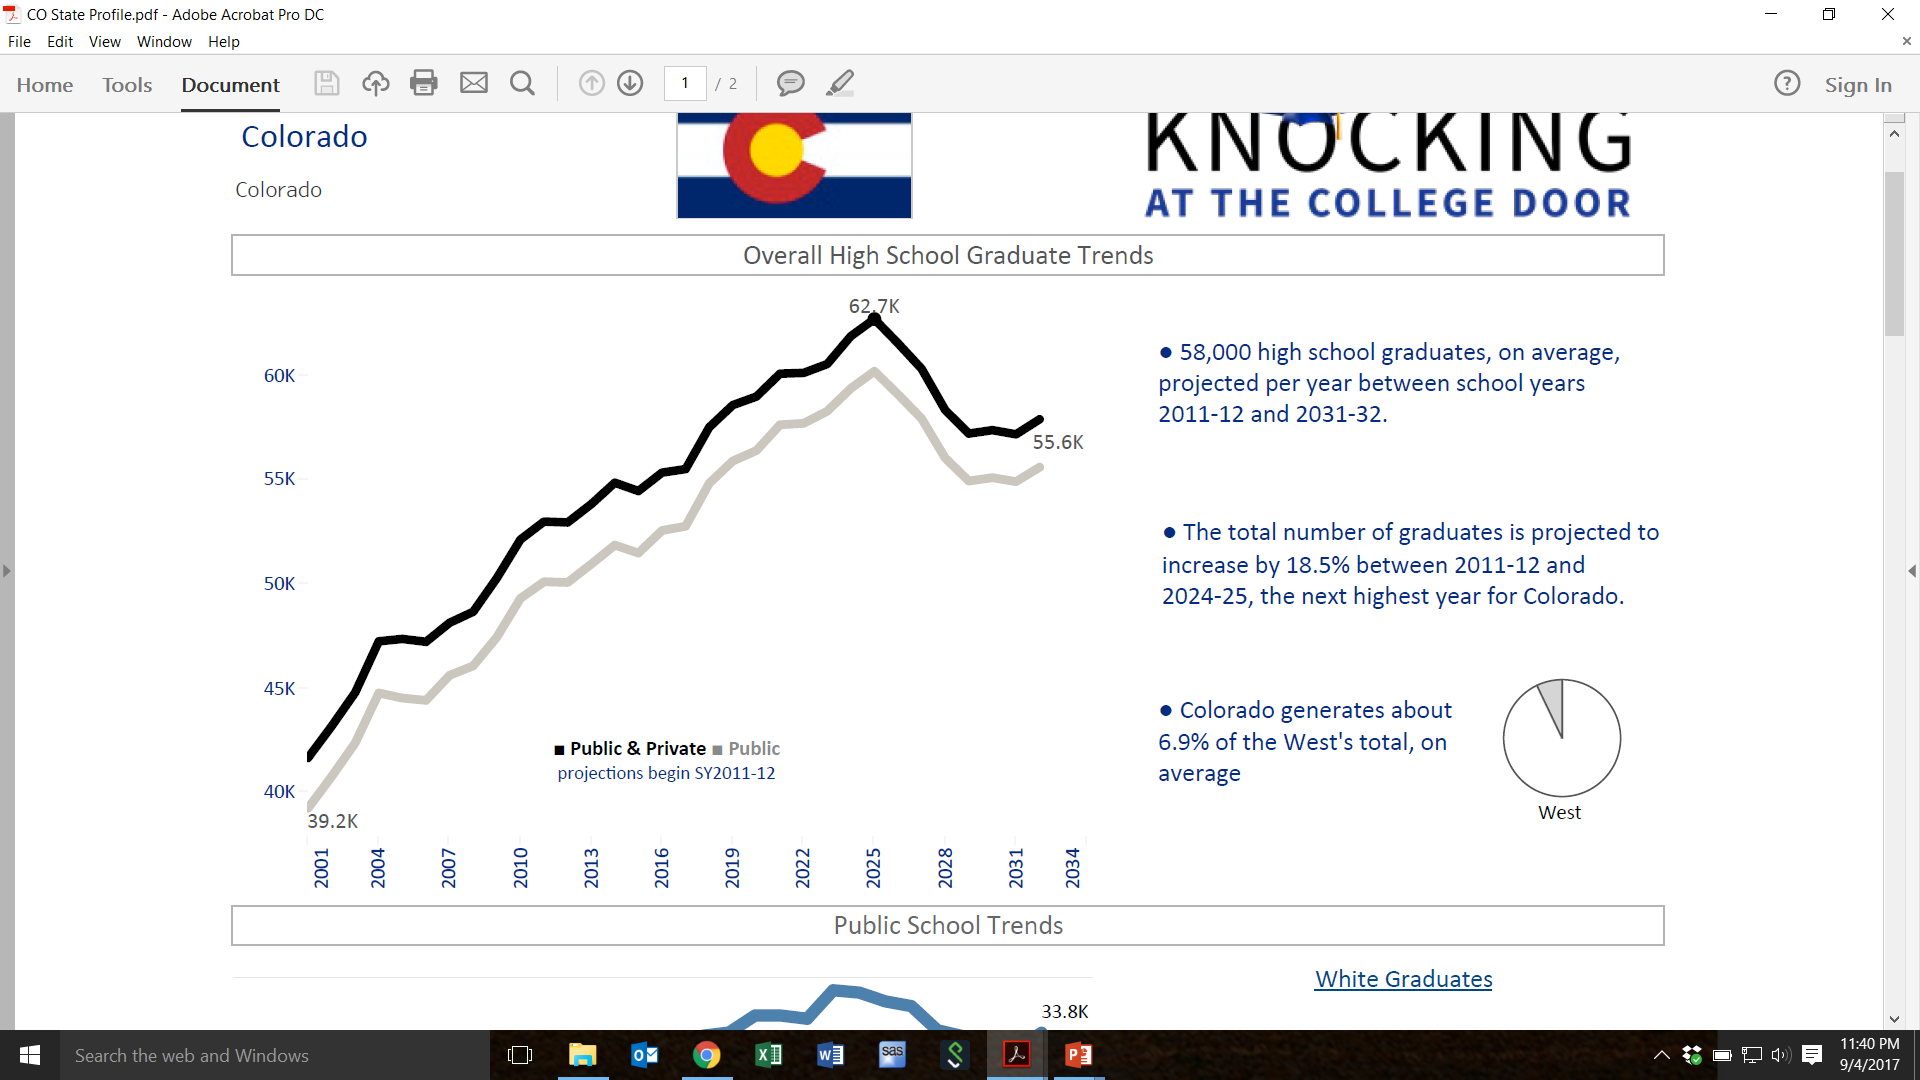 CO State Profile.pdf - Adobe Acrobat Pro DC
File Edit View Window Help
Home Tools Document 1 / 2 Sign In
Colorado
Colorado
KNOCKING
AT THE COLLEGE DOOR
Overall High School Graduate Trends
62.7K
60K
55K
50K
45K
40K
55.6K
39.2K
■ Public & Private ■ Public
projections begin SY2011-12
2001 2004 2007 2010 2013 2016 2019 2022 2025 2028 2031 2034
● 58,000 high school graduates, on average,
projected per year between school years
2011-12 and 2031-32.
● The total number of graduates is projected to
increase by 18.5% between 2011-12 and
2024-25, the next highest year for Colorado.
● Colorado generates about
6.9% of the West's total, on
average
West
Public School Trends
White Graduates
33.8K
Search the web and Windows
sas
11:40 PM
9/4/2017